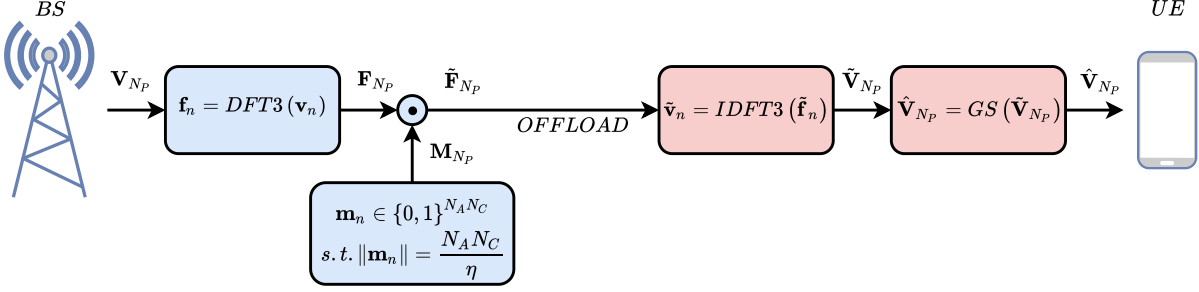 BS
UE
𝐕_{N_P}
𝐟_n = DFT3(𝐯_n)
𝐅_{N_P}
𝐅̃_{N_P}
OFFLOAD
𝐯̃_n = IDFT3(𝐟̃_n)
𝐕̃_{N_P}
𝐕̂_{N_P} = GS(𝐕̃_{N_P})
𝐕̂_{N_P}
𝐌_{N_P}
𝐦_n ∈ {0, 1}^{N_A N_C}
s.t.‖𝐦_n‖ = \frac{N_A N_C}{η}